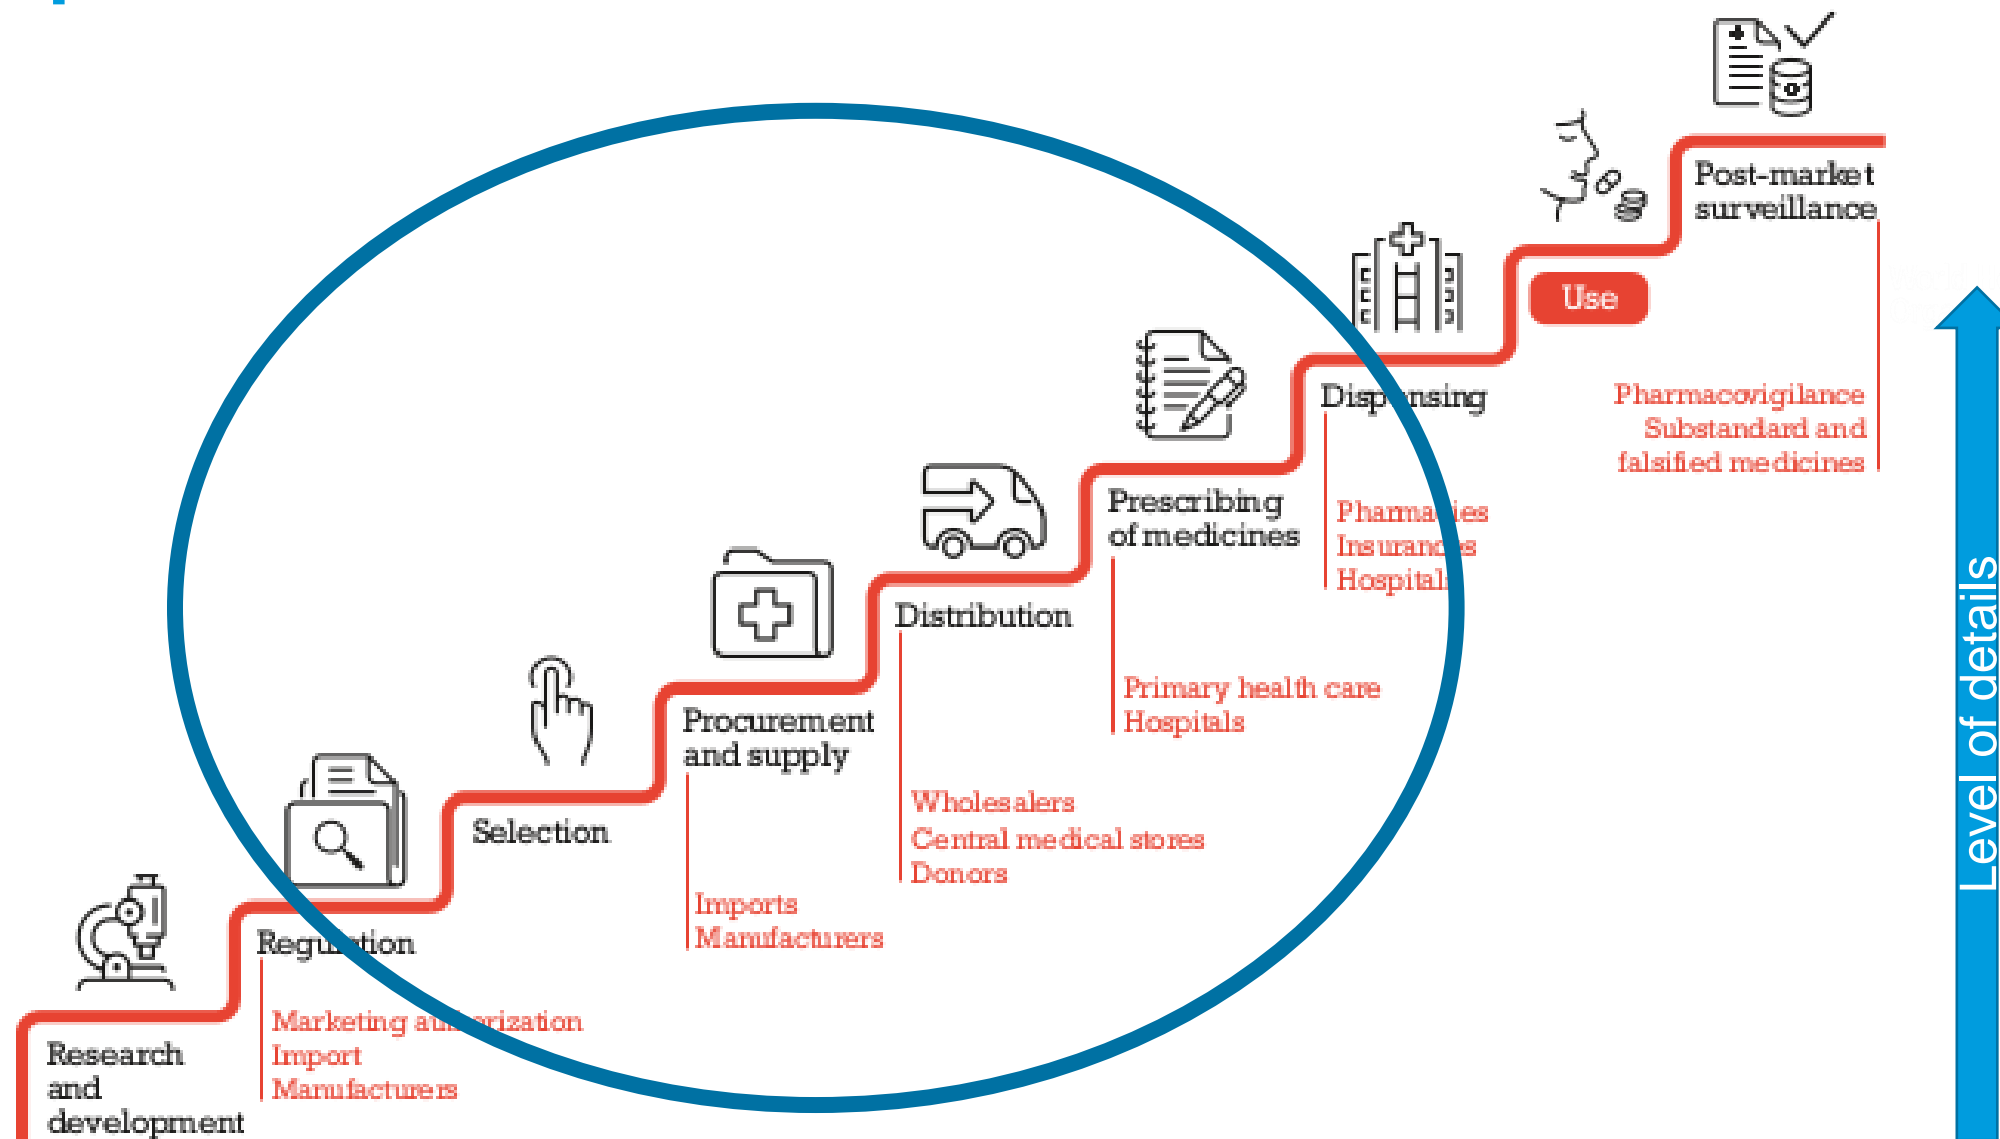 Post-market
surveillance
Use
Pharmacovigilance
Substandard and
falsified medicines
Dispensing
Pharmacies
Insurances
Hospitals
Prescribing
of medicines
Primary health care
Hospitals
Distribution
Wholesalers
Central medical stores
Donors
Procurement
and supply
Imports
Manufacturers
Selection
Regulation
Marketing authorization
Import
Manufacturers
Research
and
development
Level of details